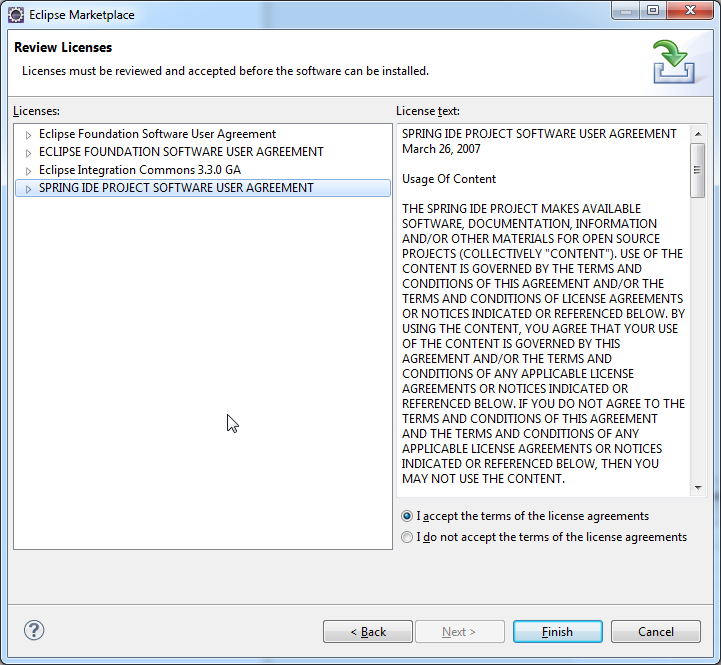 Eclipse Marketplace
Review Licenses
Licenses must be reviewed and accepted before the software can be installed.
Licenses:
Eclipse Foundation Software User Agreement
ECLIPSE FOUNDATION SOFTWARE USER AGREEMENT
Eclipse Integration Commons 3.3.0 GA
SPRING IDE PROJECT SOFTWARE USER AGREEMENT
License text:
SPRING IDE PROJECT SOFTWARE USER AGREEMENT
March 26, 2007
Usage Of Content
THE SPRING IDE PROJECT MAKES AVAILABLE
SOFTWARE, DOCUMENTATION, INFORMATION
AND/OR OTHER MATERIALS FOR OPEN SOURCE
PROJECTS (COLLECTIVELY "CONTENT"). USE OF THE
CONTENT IS GOVERNED BY THE TERMS AND
CONDITIONS OF THIS AGREEMENT AND/OR THE
TERMS AND CONDITIONS OF LICENSE AGREEMENTS
OR NOTICES INDICATED OR REFERENCED BELOW. BY
USING THE CONTENT, YOU AGREE THAT YOUR USE
OF THE CONTENT IS GOVERNED BY THIS
AGREEMENT AND/OR THE TERMS AND
CONDITIONS OF ANY APPLICABLE LICENSE
AGREEMENTS OR NOTICES INDICATED OR
REFERENCED BELOW. IF YOU DO NOT AGREE TO THE
TERMS AND CONDITIONS OF THIS AGREEMENT
AND THE TERMS AND CONDITIONS OF ANY
APPLICABLE LICENSE AGREEMENTS OR NOTICES
INDICATED OR REFERENCED BELOW, THEN YOU
MAY NOT USE THE CONTENT.
I accept the terms of the license agreements
I do not accept the terms of the license agreements
?
< Back
Next >
Finish
Cancel